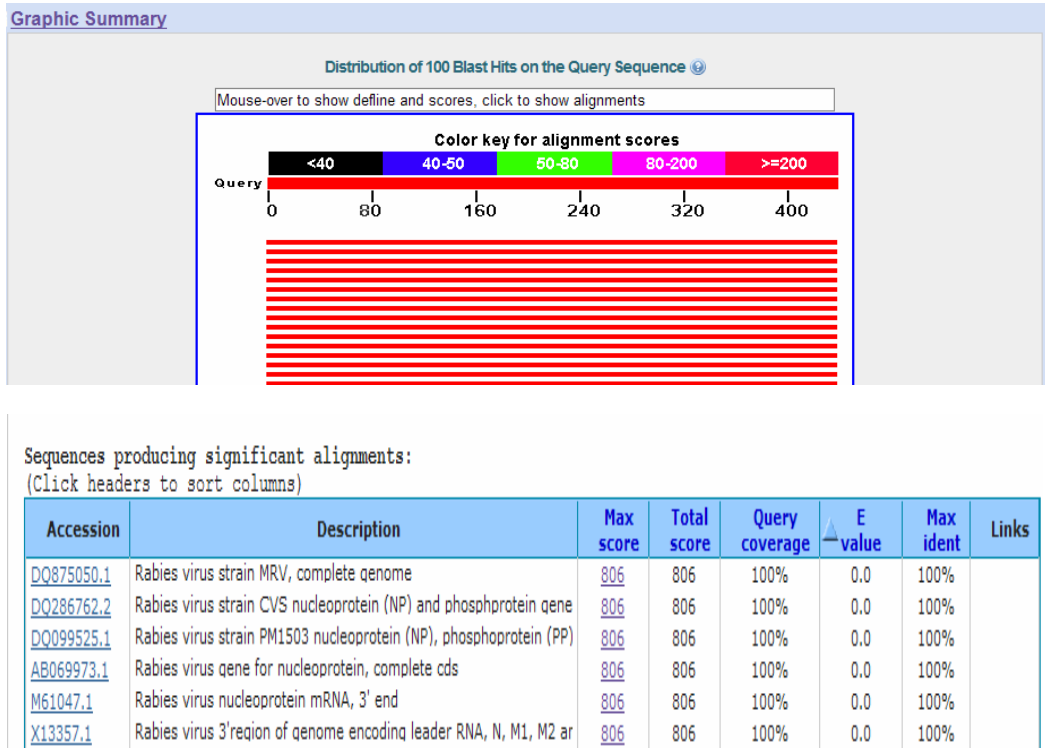 Graphic Summary
Distribution of 100 Blast Hits on the Query Sequence
Mouse-over to show defline and scores, click to show alignments
Color key for alignment scores
<40 40-50 50-80 80-200 >=200
Query
0 80 160 240 320 400
Sequences producing significant alignments:
(Click headers to sort columns)
Accession Description Max score Total score Query coverage E value Max ident Links
DQ875050.1 Rabies virus strain MRV, complete genome 806 806 100% 0.0 100%
DQ286762.2 Rabies virus strain CVS nucleoprotein (NP) and phosphprotein gene 806 806 100% 0.0 100%
DQ099525.1 Rabies virus strain PM1503 nucleoprotein (NP), phosphoprotein (PP) 806 806 100% 0.0 100%
AB069973.1 Rabies virus gene for nucleoprotein, complete cds 806 806 100% 0.0 100%
M61047.1 Rabies virus nucleoprotein mRNA, 3' end 806 806 100% 0.0 100%
X13357.1 Rabies virus 3'region of genome encoding leader RNA, N, M1, M2 ar 806 806 100% 0.0 100%